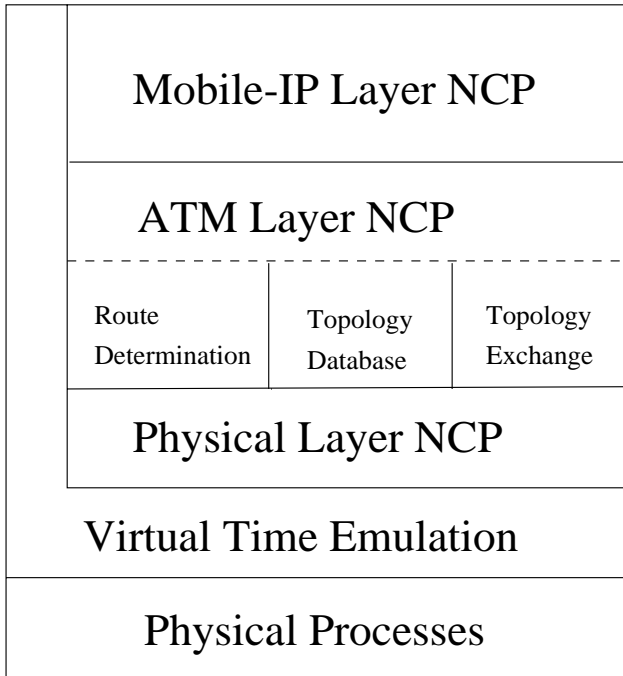 Mobile-IP Layer NCP
ATM Layer NCP
Route
Determination
Topology
Database
Topology
Exchange
Physical Layer NCP
Virtual Time Emulation
Physical Processes